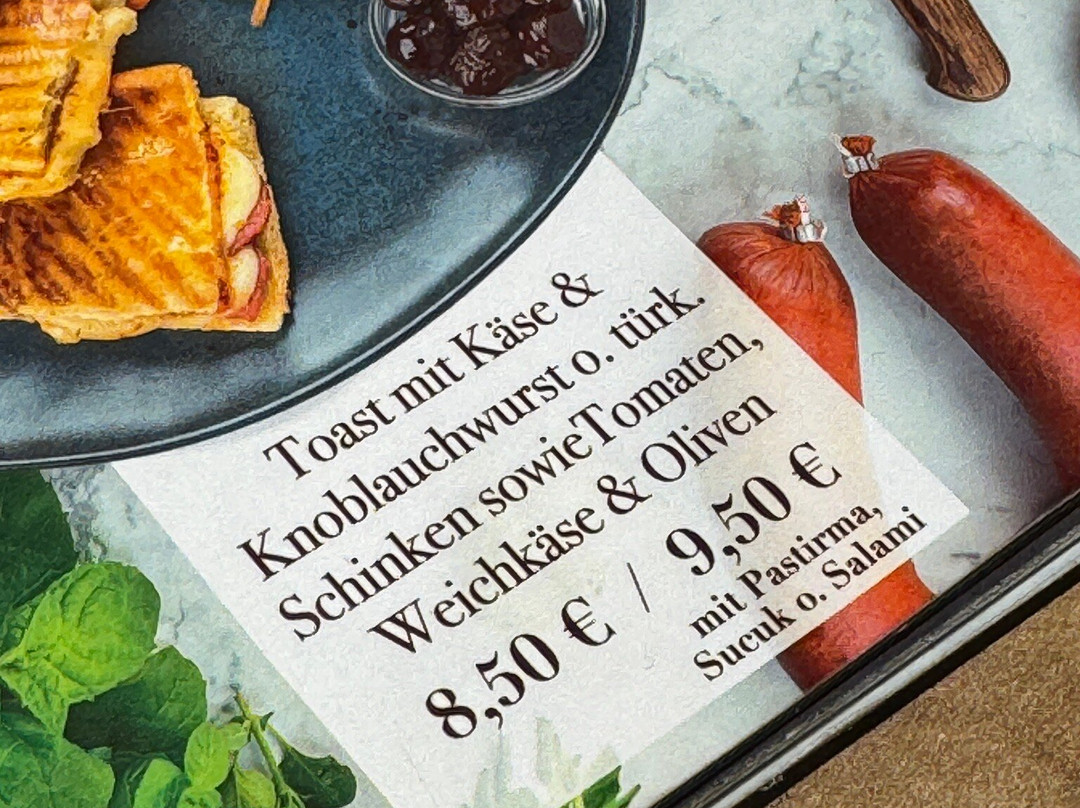 Toast mit Käse &
Knoblauchwurst o. türk.
Schinken sowieTomaten,
Weichkäse & Oliven
8,50 € / 9,50 €
mit Pastirma,
Sucuk o. Salami